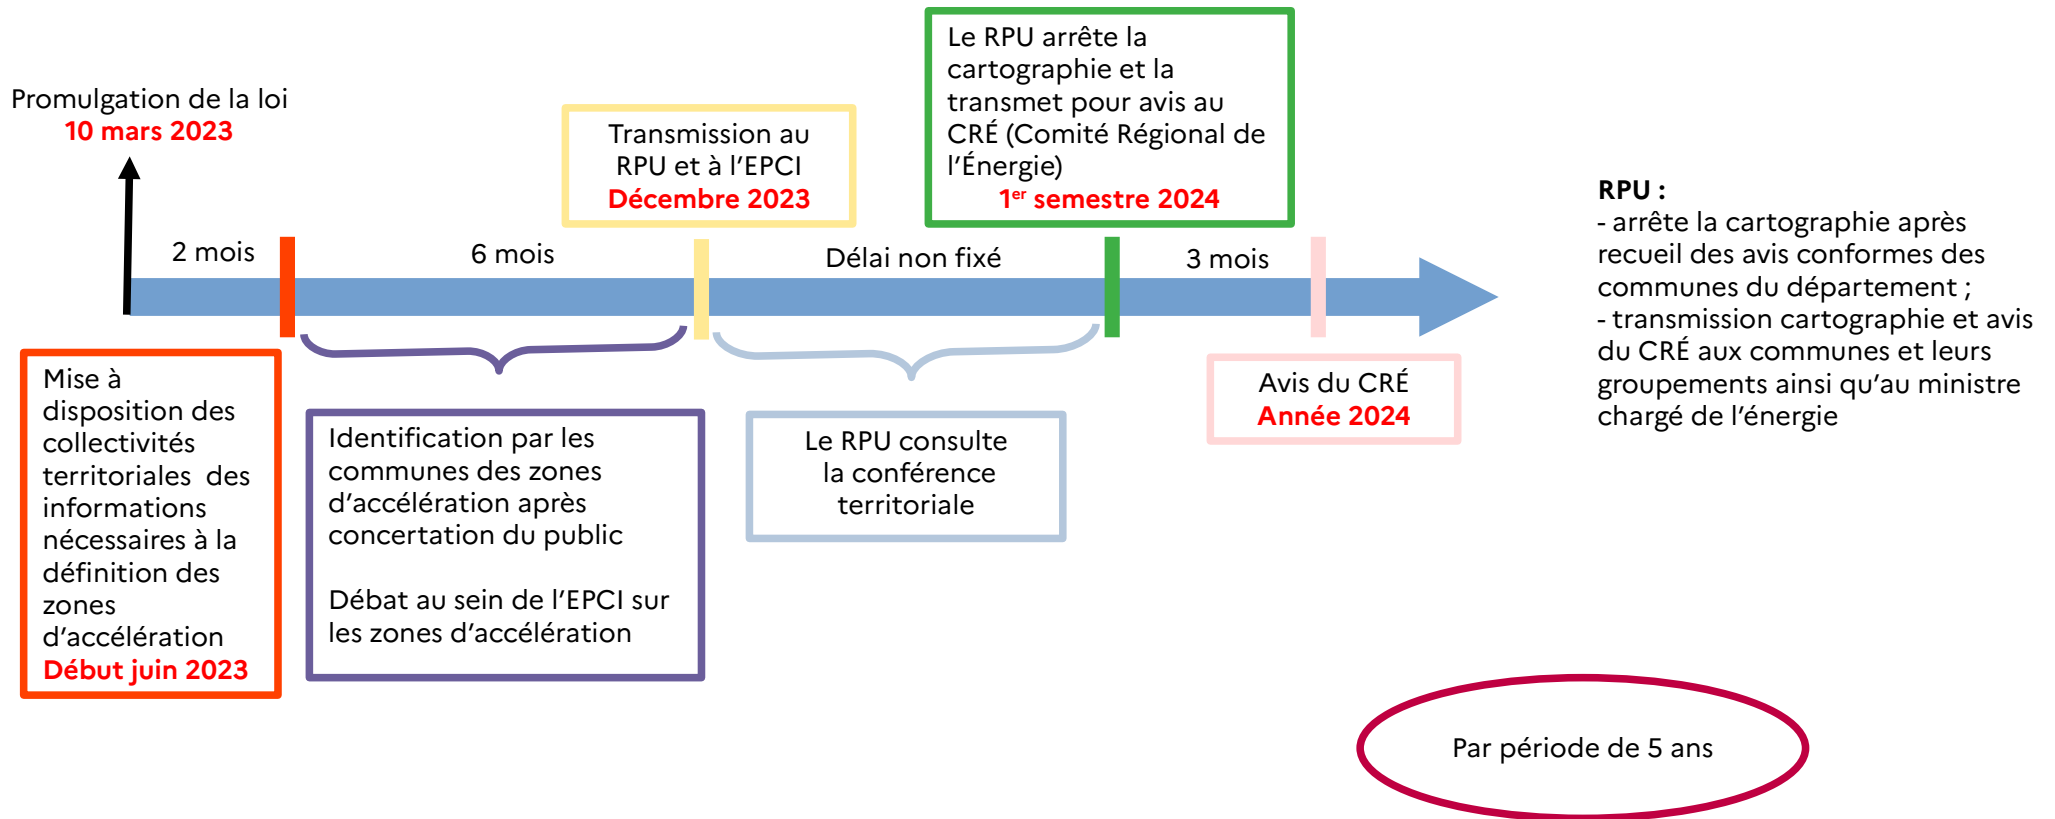 Promulgation de la loi
10 mars 2023
2 mois
6 mois
Délai non fixé
3 mois
Mise à
disposition des
collectivités
territoriales  des
informations
nécessaires à la
définition des
zones
d’accélération
Début juin 2023
Identification par les
communes des zones
d’accélération après
concertation du public
Débat au sein de l’EPCI sur
les zones d’accélération
Transmission au
RPU et à l’EPCI
Décembre 2023
Le RPU consulte
la conférence
territoriale
Le RPU arrête la
cartographie et la
transmet pour avis au
CRÉ (Comité Régional de
l’Énergie)
1er semestre 2024
Avis du CRÉ
Année 2024
RPU :
- arrête la cartographie après
recueil des avis conformes des
communes du département ;
- transmission cartographie et avis
du CRÉ aux communes et leurs
groupements ainsi qu’au ministre
chargé de l’énergie
Par période de 5 ans